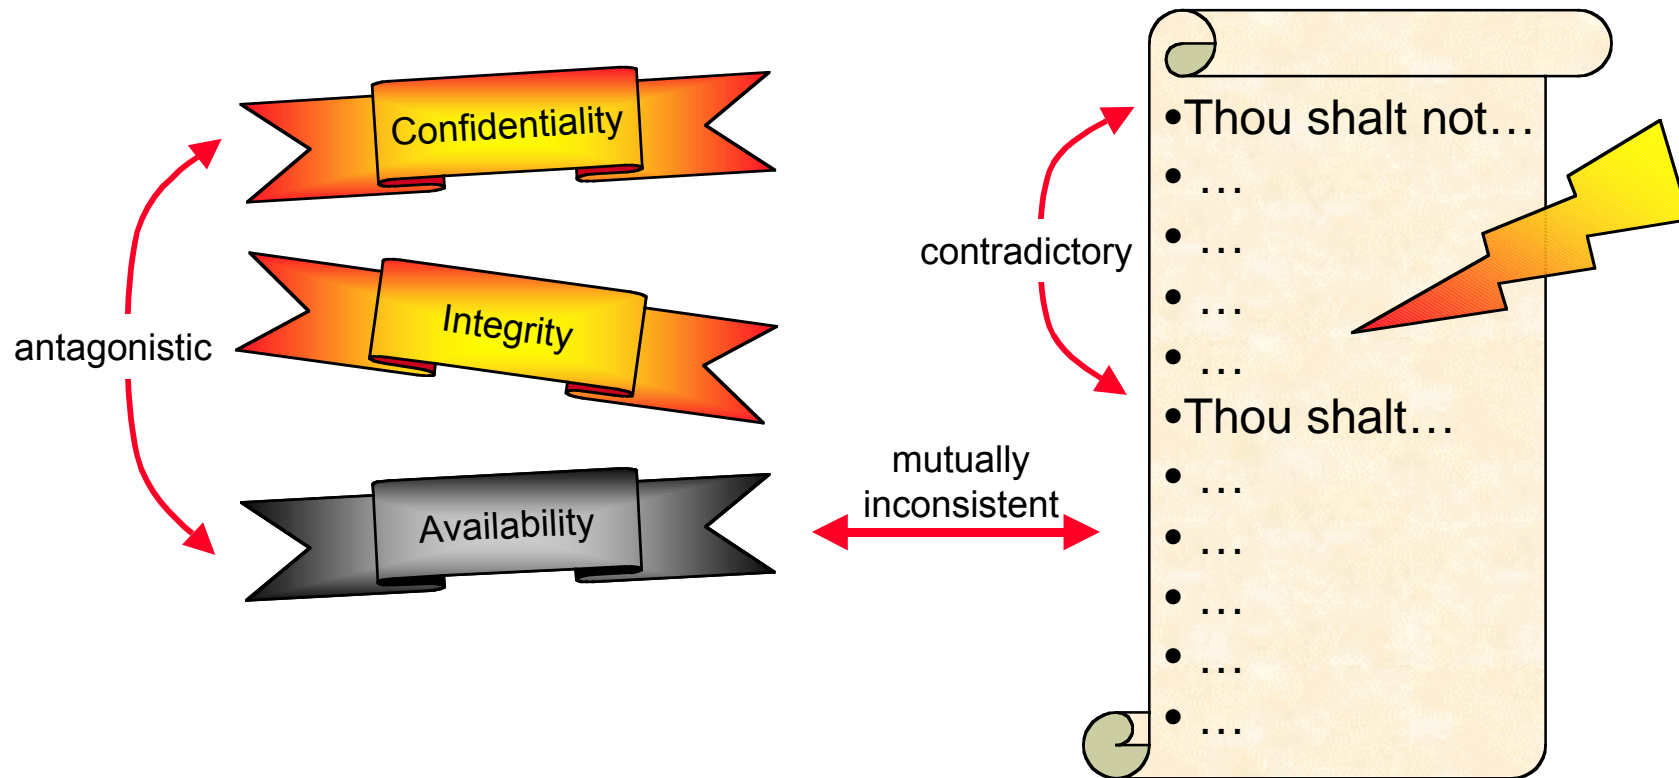 Confidentiality
Integrity
Availability
antagonistic
mutually
inconsistent
contradictory
•Thou shalt not…
• …
• …
• …
• …
•Thou shalt…
• …
• …
• …
• …
• …